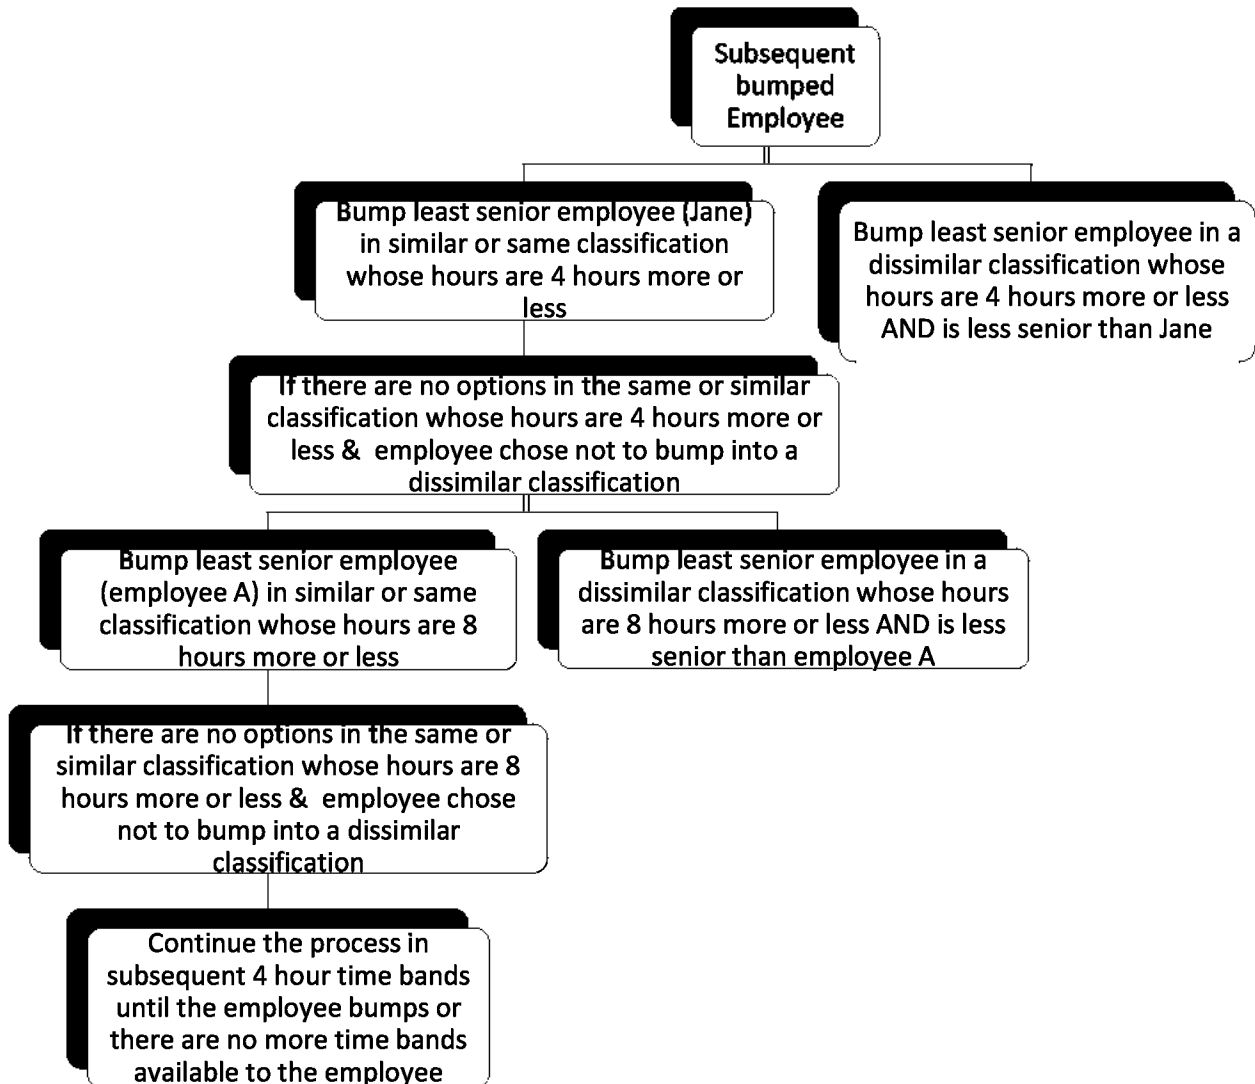 Subsequent
bumped
Employee
Bump least senior employee (Jane)
in similar or same classification
whose hours are 4 hours more or
less
Bump least senior employee in a
dissimilar classification whose
hours are 4 hours more or less
AND is less senior than Jane
If there are no options in the same or similar
classification whose hours are 4 hours more or
less &  employee chose not to bump into a
dissimilar classification
Bump least senior employee
(employee A) in similar or same
classification whose hours are 8
hours more or less
Bump least senior employee in a
dissimilar classification whose hours
are 8 hours more or less AND is less
senior than employee A
If there are no options in the same or
similar classification whose hours are 8
hours more or less &  employee chose
not to bump into a dissimilar
classification
Continue the process in
subsequent 4 hour time bands
until the employee bumps or
there are no more time bands
available to the employee